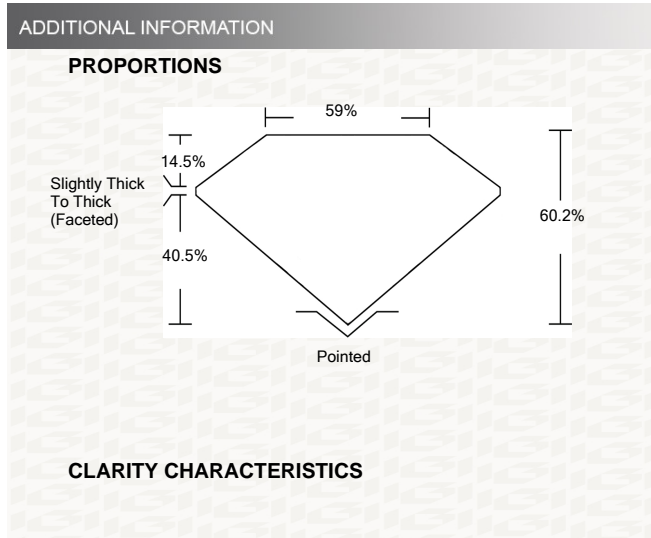 ADDITIONAL INFORMATION
PROPORTIONS
59%
14.5%
Slightly Thick
To Thick
(Faceted)
60.2%
40.5%
Pointed
CLARITY CHARACTERISTICS